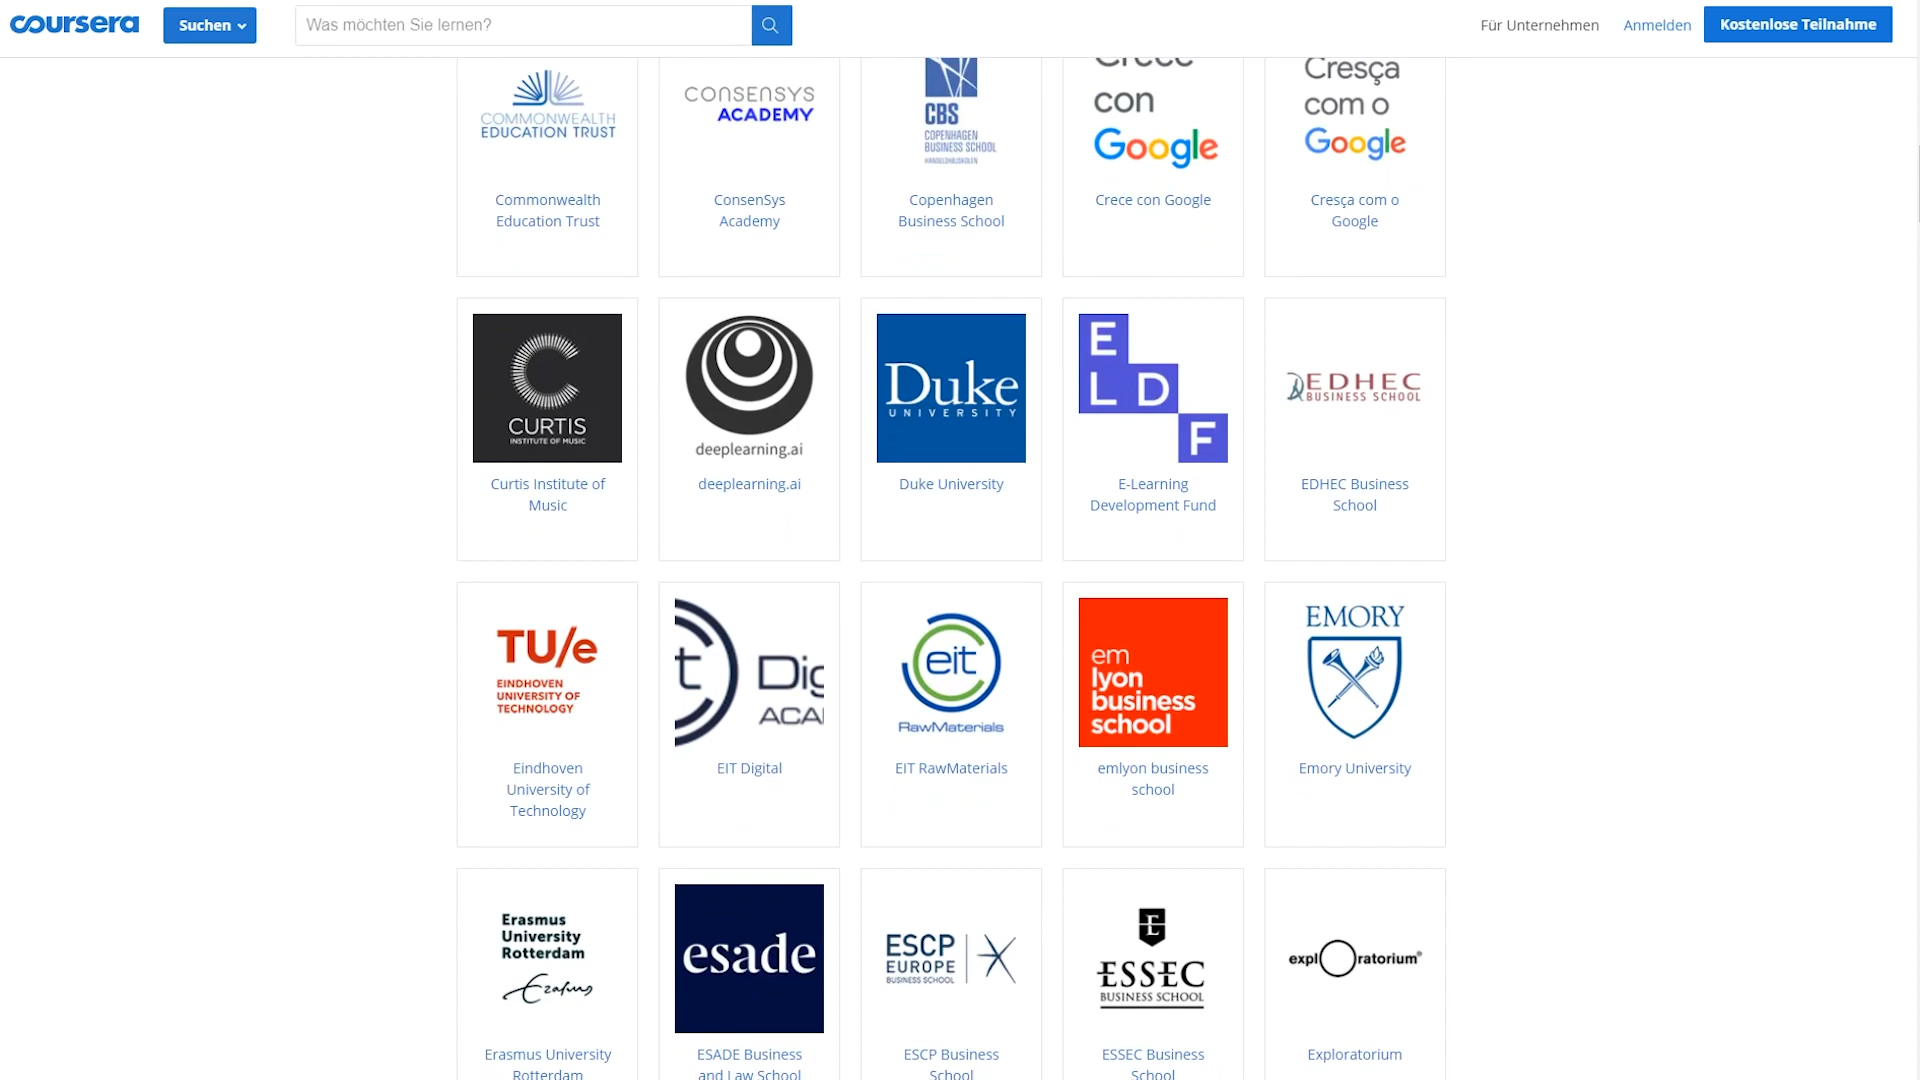 coursera
Suchen
Was möchten Sie lernen?
Für Unternehmen
Anmelden
Kostenlose Teilnahme
COMMONWEALTH
EDUCATION TRUST
Commonwealth
Education Trust
CONSENSYS
ACADEMY
ConsenSys
Academy
CBS
COPENHAGEN
BUSINESS SCHOOL
HANDELSHØJSKOLEN
Copenhagen
Business School
Crece
con
Google
Crece con Google
Cresça
com o
Google
Cresça com o
Google
C
CURTIS
INSTITUTE OF MUSIC
Curtis Institute of
Music
deeplearning.ai
deeplearning.ai
Duke
UNIVERSITY
Duke University
E
L D
F
E-Learning
Development Fund
EDHEC
BUSINESS SCHOOL
EDHEC Business
School
TU/e
EINDHOVEN
UNIVERSITY OF
TECHNOLOGY
Eindhoven
University of
Technology
t Dig
ACA
EIT Digital
eit
RawMaterials
EIT RawMaterials
em
lyon
business
school
emlyon business
school
EMORY
Emory University
Erasmus
University
Rotterdam
Erasmus
Erasmus University
Rotterdam
esade
ESADE Business
and Law School
ESCP
EUROPE
BUSINESS SCHOOL
ESCP Business
School
E
ESSEC
BUSINESS SCHOOL
ESSEC Business
School
expl ratorium®
Exploratorium